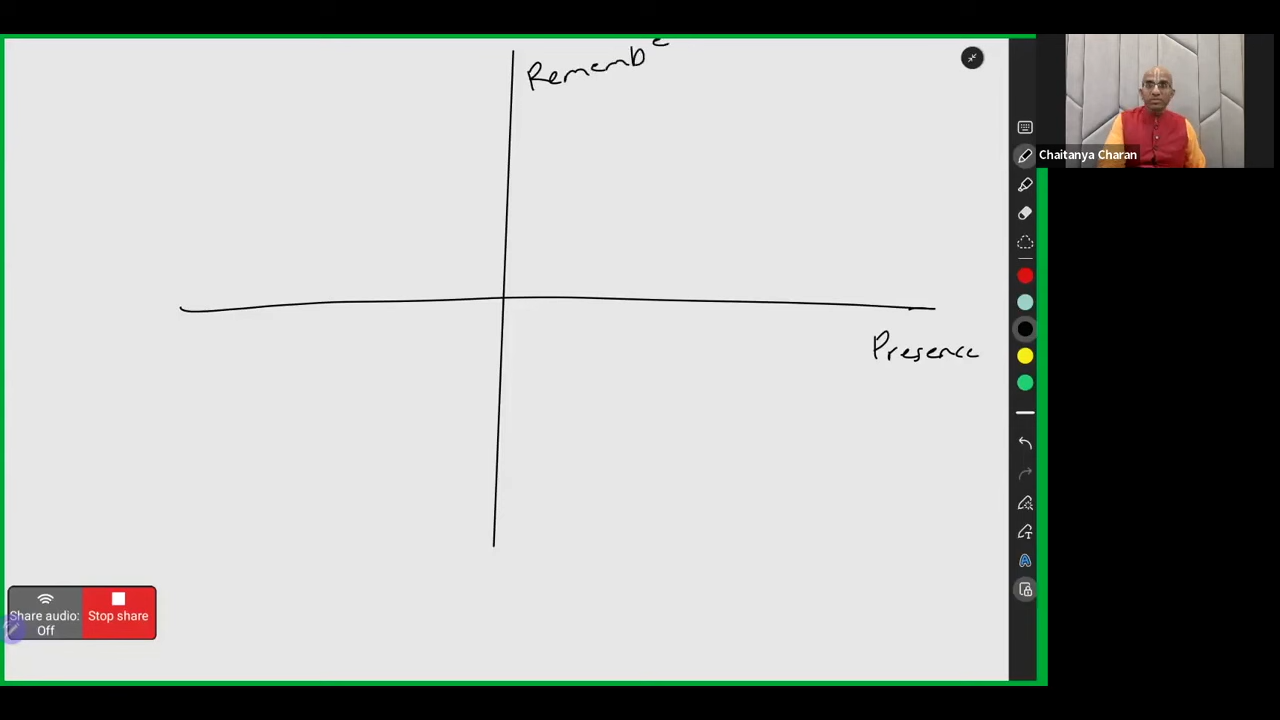 Rememb e
Chaitanya Charan
Presence
Share audio: Stop share
Off